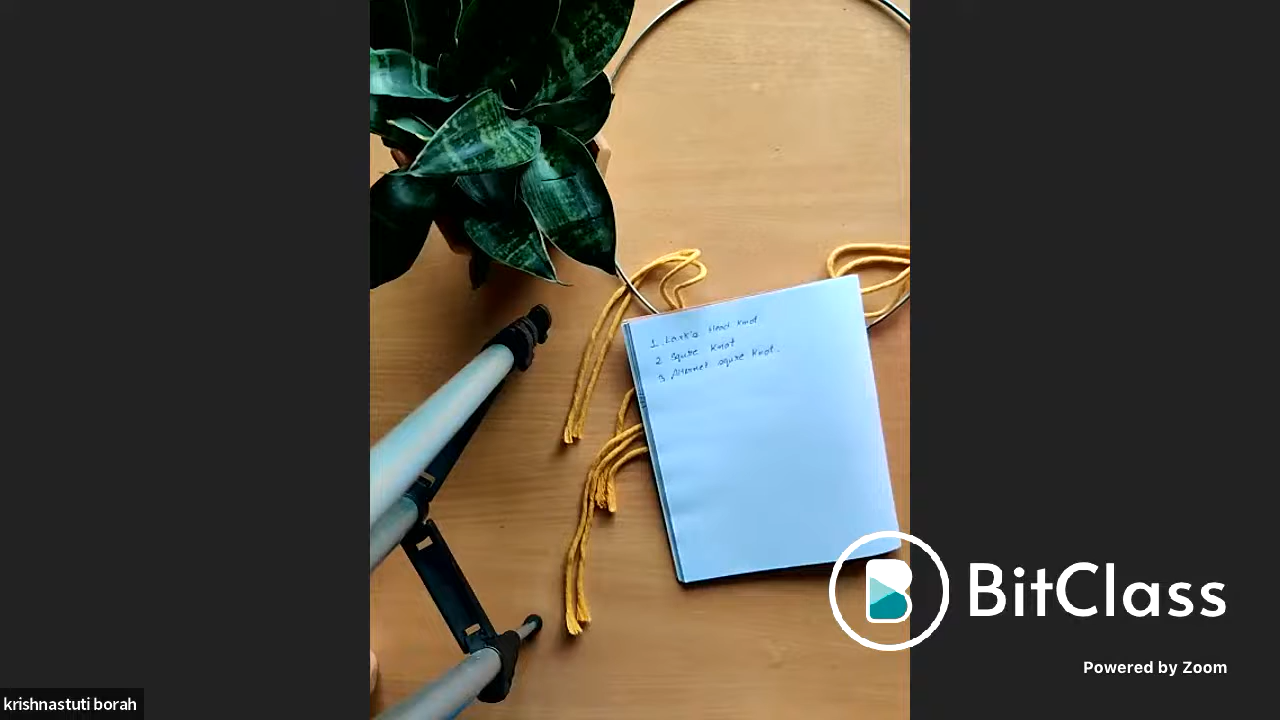 1. Lark's Head Knot
2 Squre Knot
3. Alternet squre Knot.
BitClass
Powered by Zoom
krishnastuti borah